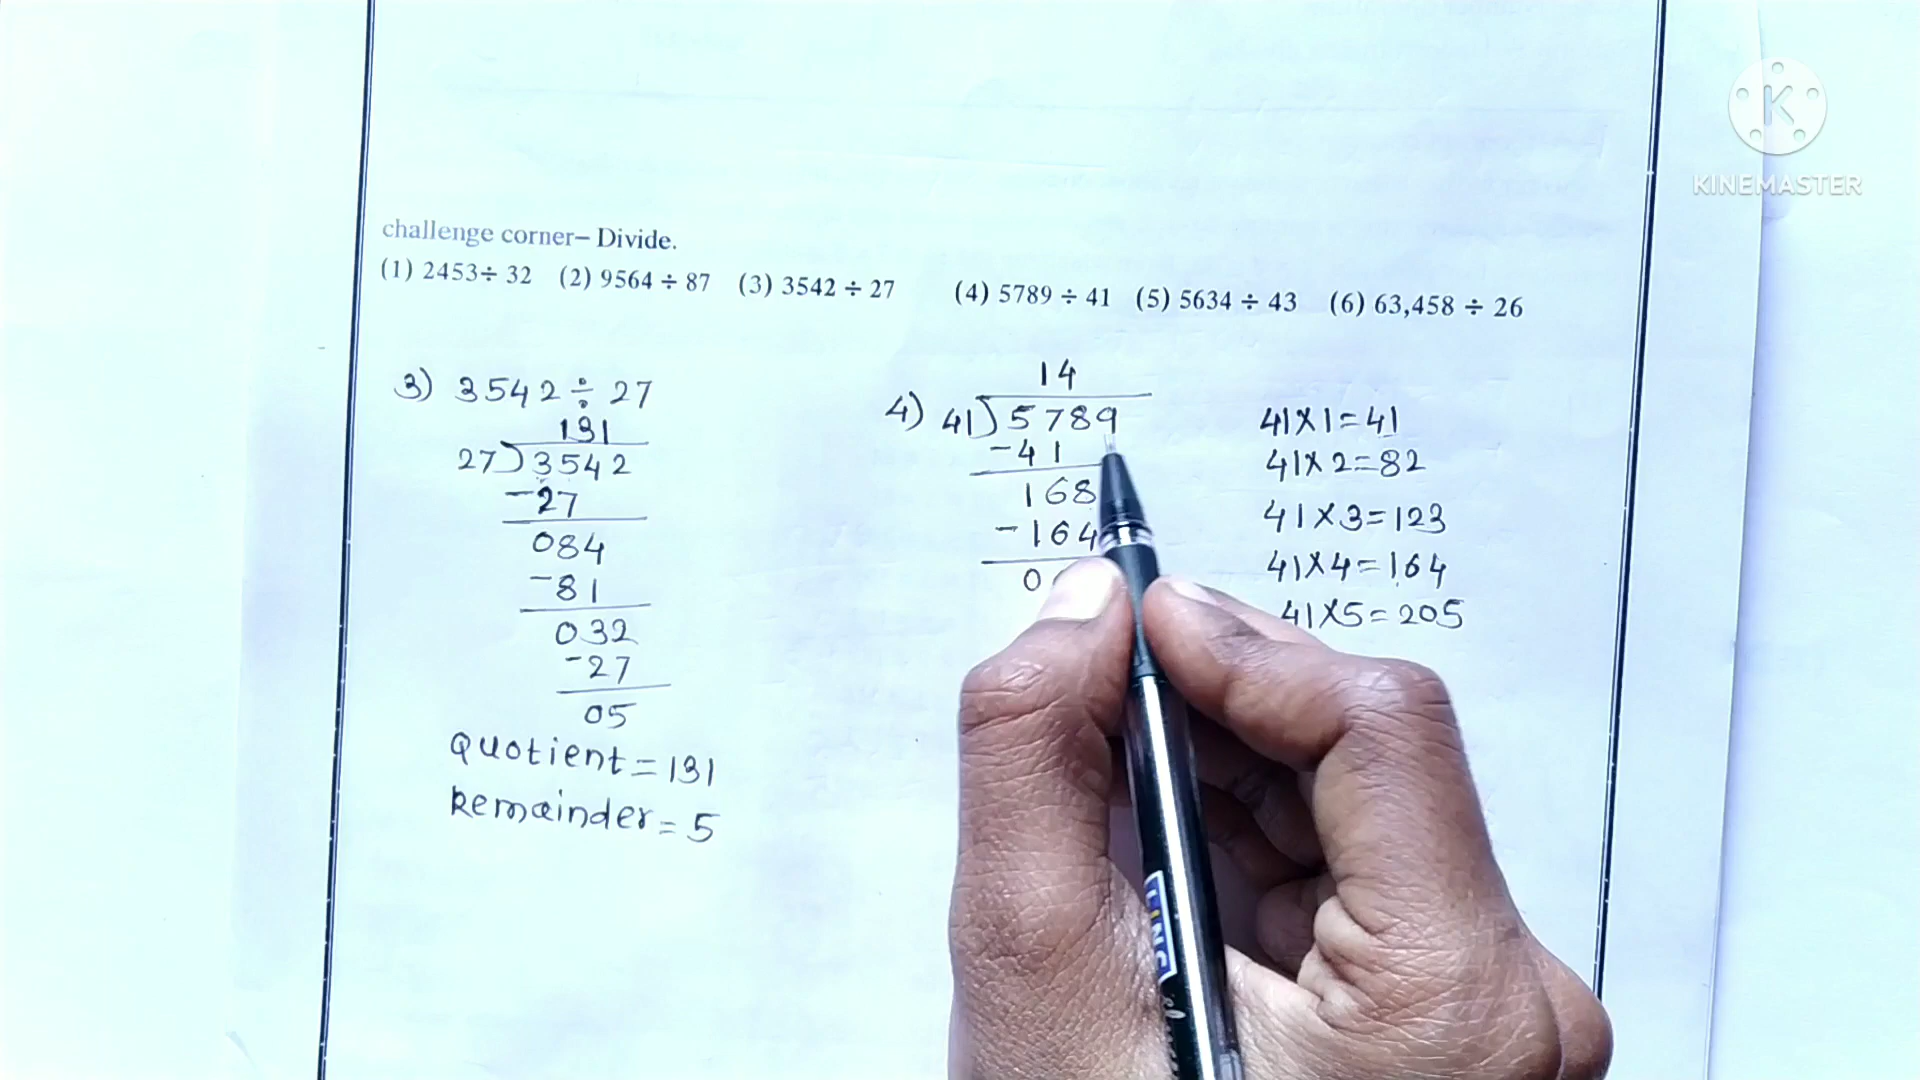 KINEMASTER
challenge corner– Divide.
(1) 2453÷ 32 (2) 9564 ÷ 87 (3) 3542 ÷ 27 (4) 5789 ÷ 41 (5) 5634 ÷ 43 (6) 63,458 ÷ 26
3) 3542 ÷ 27
131
27)3542
-27
084
-81
032
-27
05
Quotient = 131
Remainder = 5
14
4) 41)5789
-41
168
-164
0
41×1=41
41×2=82
41×3=123
41×4=164
41×5=205
LINC